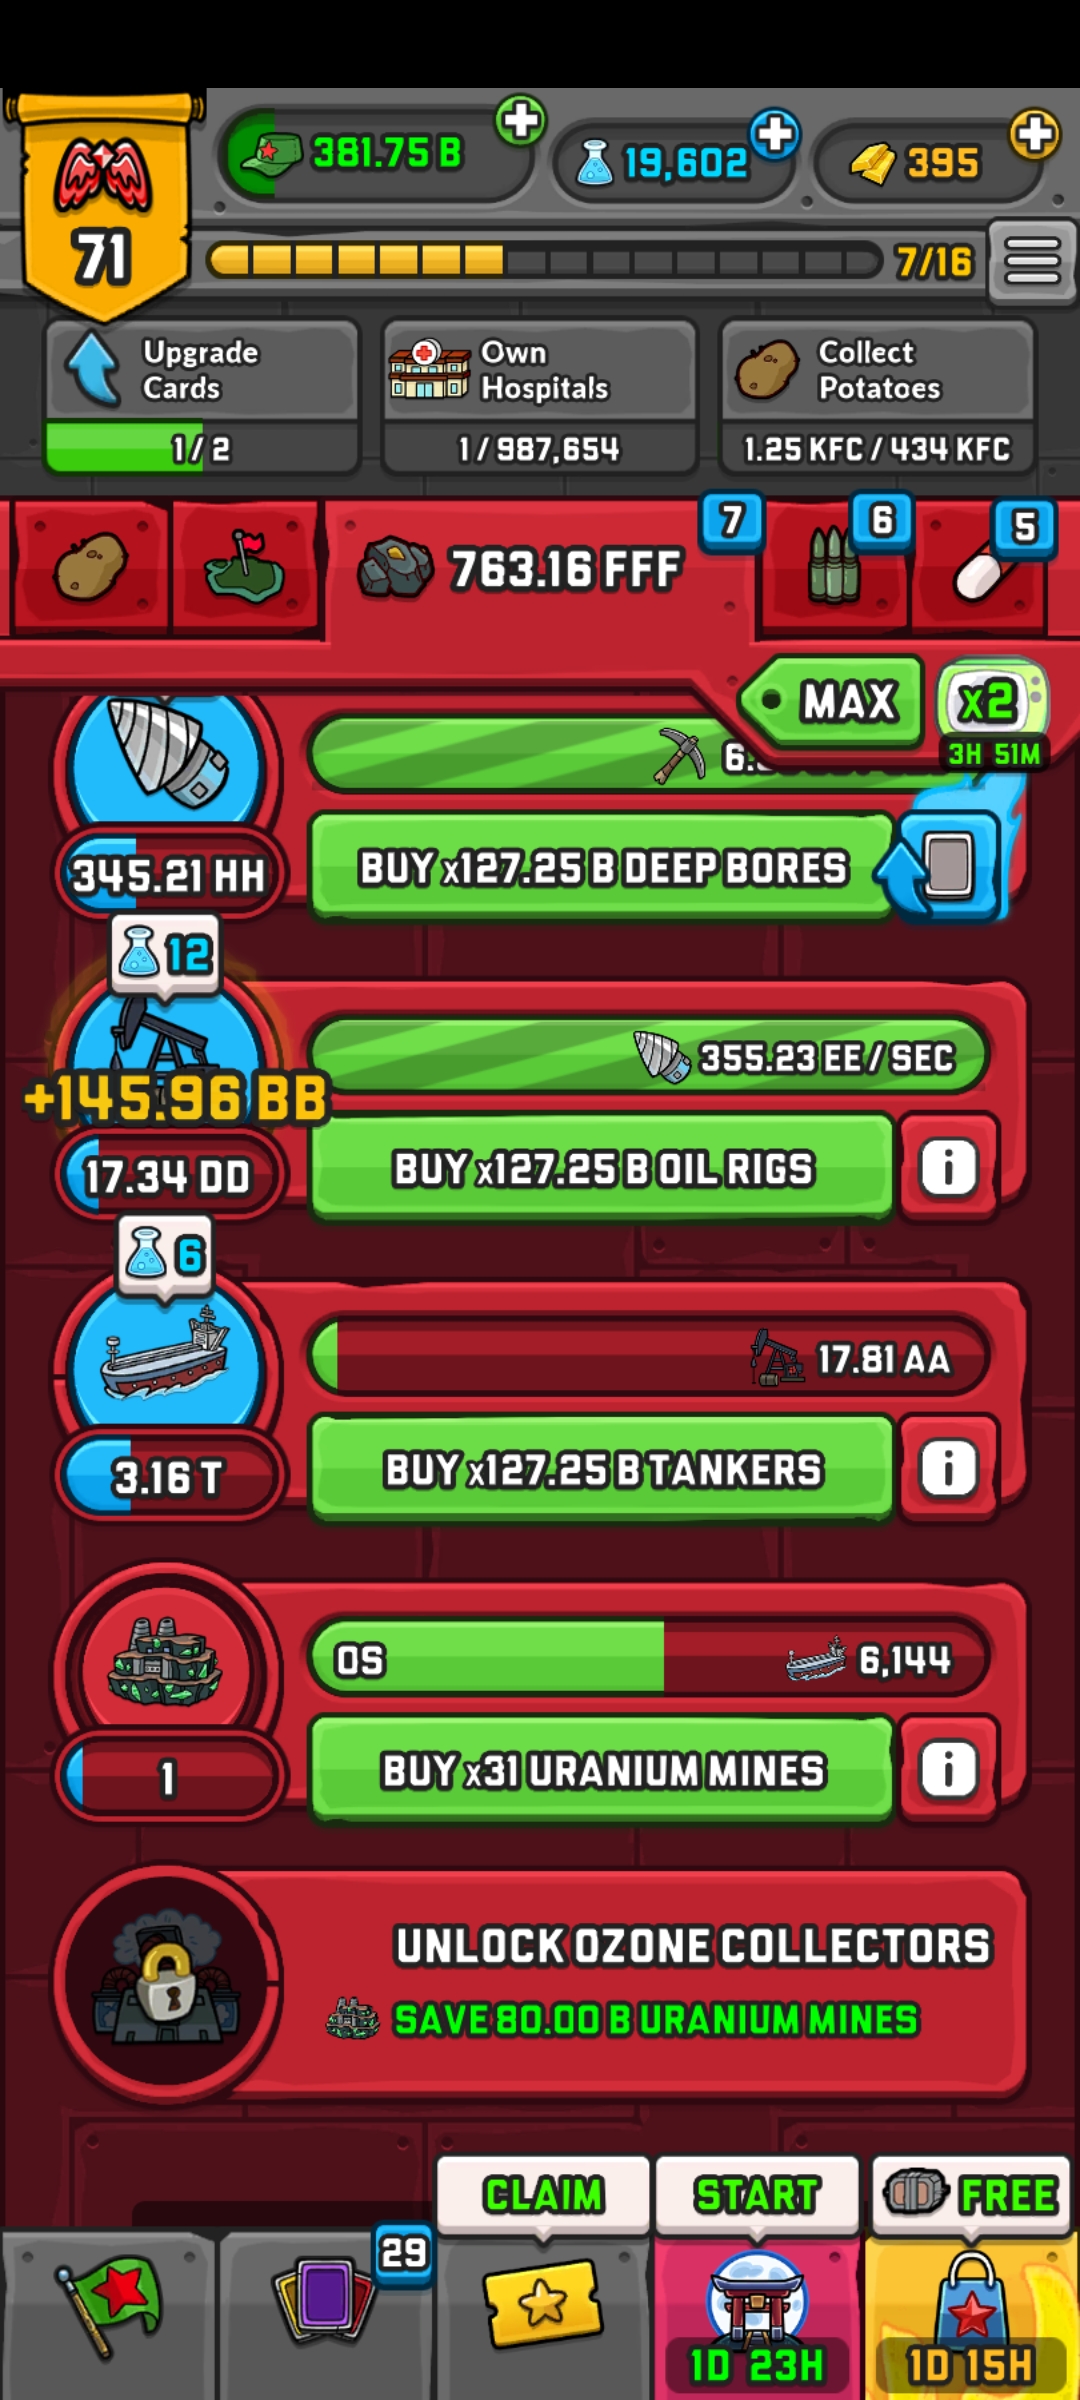 71
381.75 B
19,602
395
7/16
Upgrade
Cards
1 / 2
Own
Hospitals
1 / 987,654
Collect
Potatoes
1.25 KFC / 434 KFC
763.16 FFF
7
6
5
MAX
x2
3H 51M
345.21 HH
BUY x127.25 B DEEP BORES
12
+145.96 BB
355.23 EE / SEC
17.34 DD
BUY x127.25 B OIL RIGS
i
6
17.81 AA
3.16 T
BUY x127.25 B TANKERS
i
0S
6,144
1
BUY x31 URANIUM MINES
i
UNLOCK OZONE COLLECTORS
SAVE 80.00 B URANIUM MINES
CLAIM
START
FREE
29
1D 23H
1D 15H